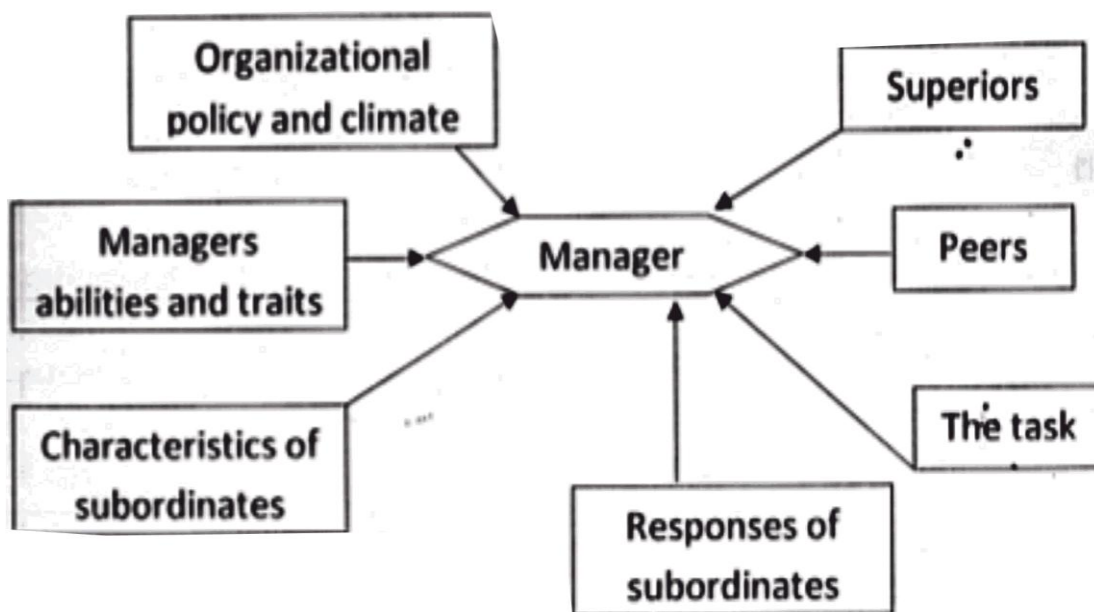 Organizational
policy and climate
Superiors
Managers
abilities and traits
Manager
Peers
Characteristics of
subordinates
The task
Responses of
subordinates